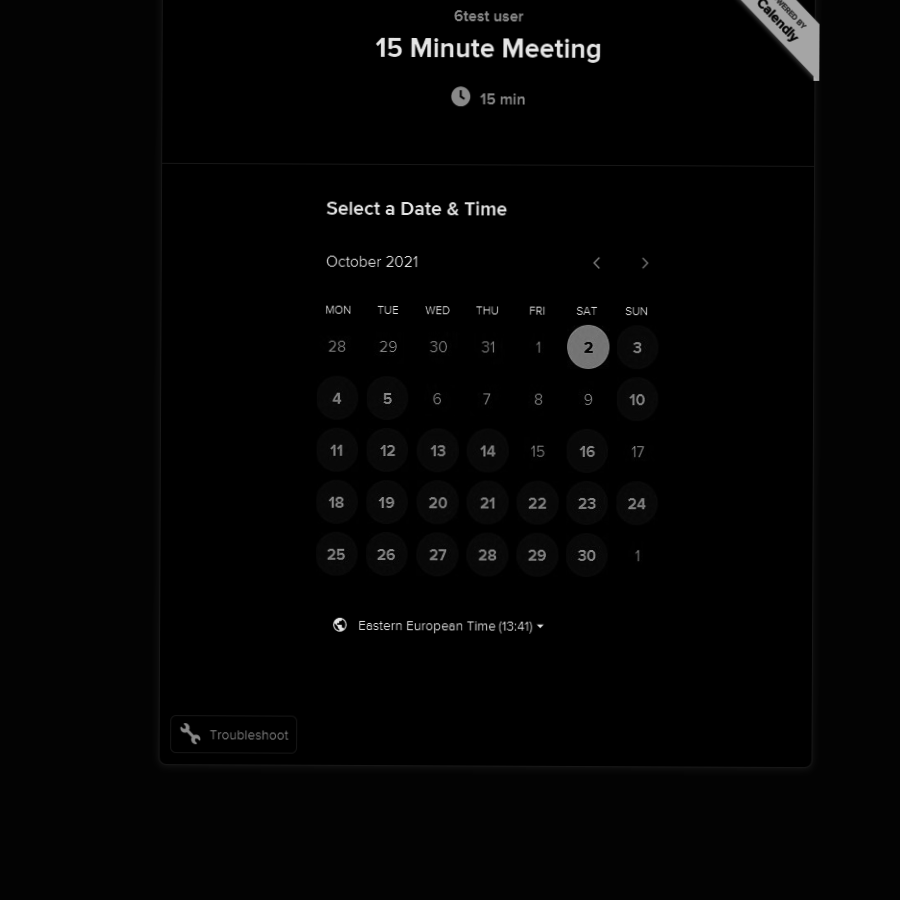 6test user
15 Minute Meeting
15 min
Calendly
Select a Date & Time
October 2021
MON TUE WED THU FRI SAT SUN
28 29 30 31 1 2 3
4 5 6 7 8 9 10
11 12 13 14 15 16 17
18 19 20 21 22 23 24
25 26 27 28 29 30 1
Eastern European Time (13:41)
Troubleshoot